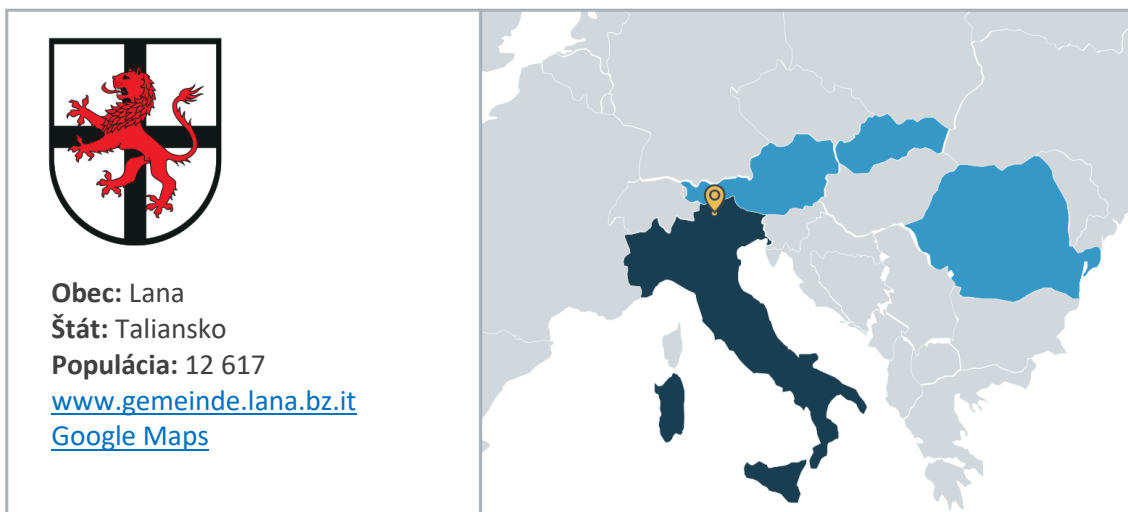 Obec: Lana
Štát: Taliansko
Populácia: 12 617
www.gemeinde.lana.bz.it
Google Maps